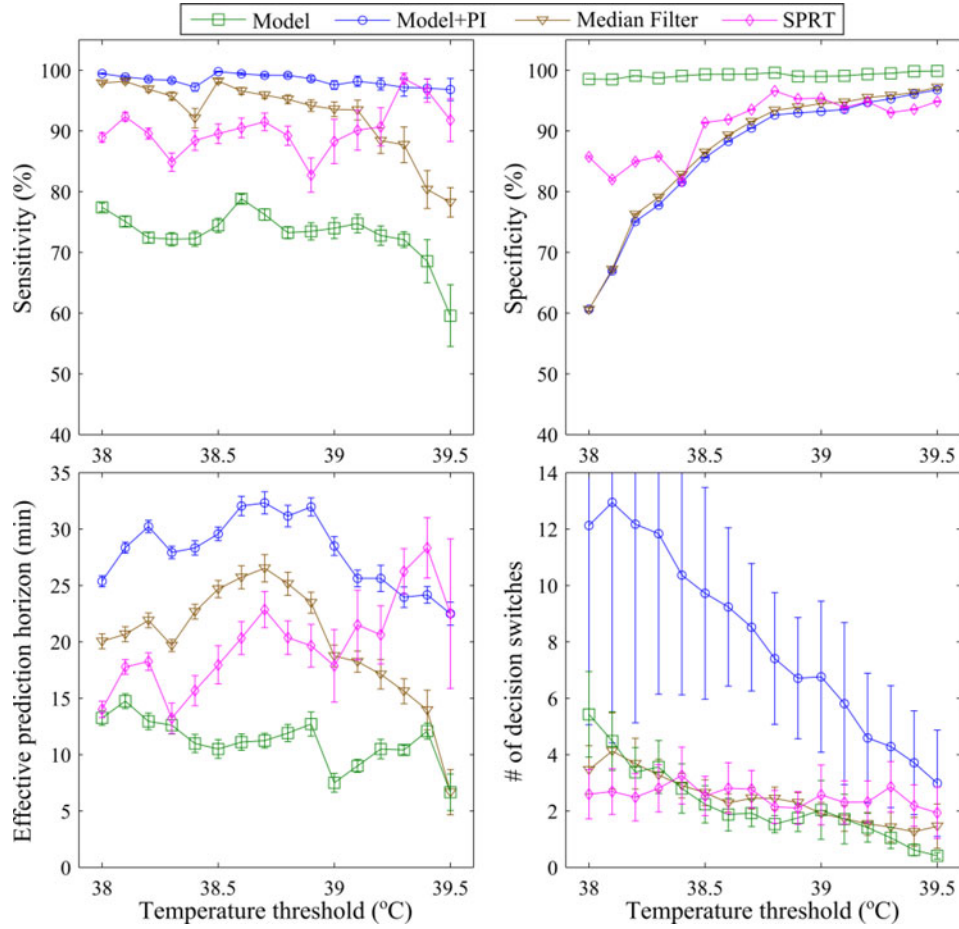 Model Model+PI Median Filter SPRT
Sensitivity (%)
100
90
80
70
60
50
40
38 38.5 39 39.5
Specificity (%)
100
90
80
70
60
50
40
38 38.5 39 39.5
Effective prediction horizon (min)
35
30
25
20
15
10
5
0
38 38.5 39 39.5
Temperature threshold (ºC)
# of decision switches
14
12
10
8
6
4
2
0
38 38.5 39 39.5
Temperature threshold (ºC)